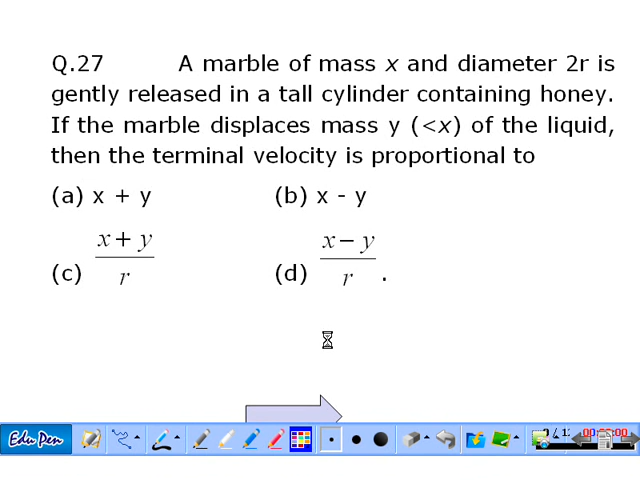 Q.27 A marble of mass x and diameter 2r is
gently released in a tall cylinder containing honey.
If the marble displaces mass y (<x) of the liquid,
then the terminal velocity is proportional to
(a) x + y (b) x - y
(c) x + y / r (d) x - y / r .
Edu Pen